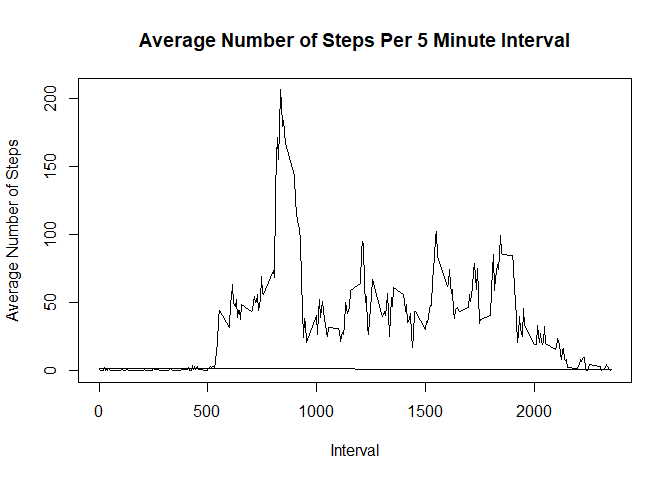 Average Number of Steps Per 5 Minute Interval
Average Number of Steps
200
150
100
50
0
0 500 1000 1500 2000
Interval